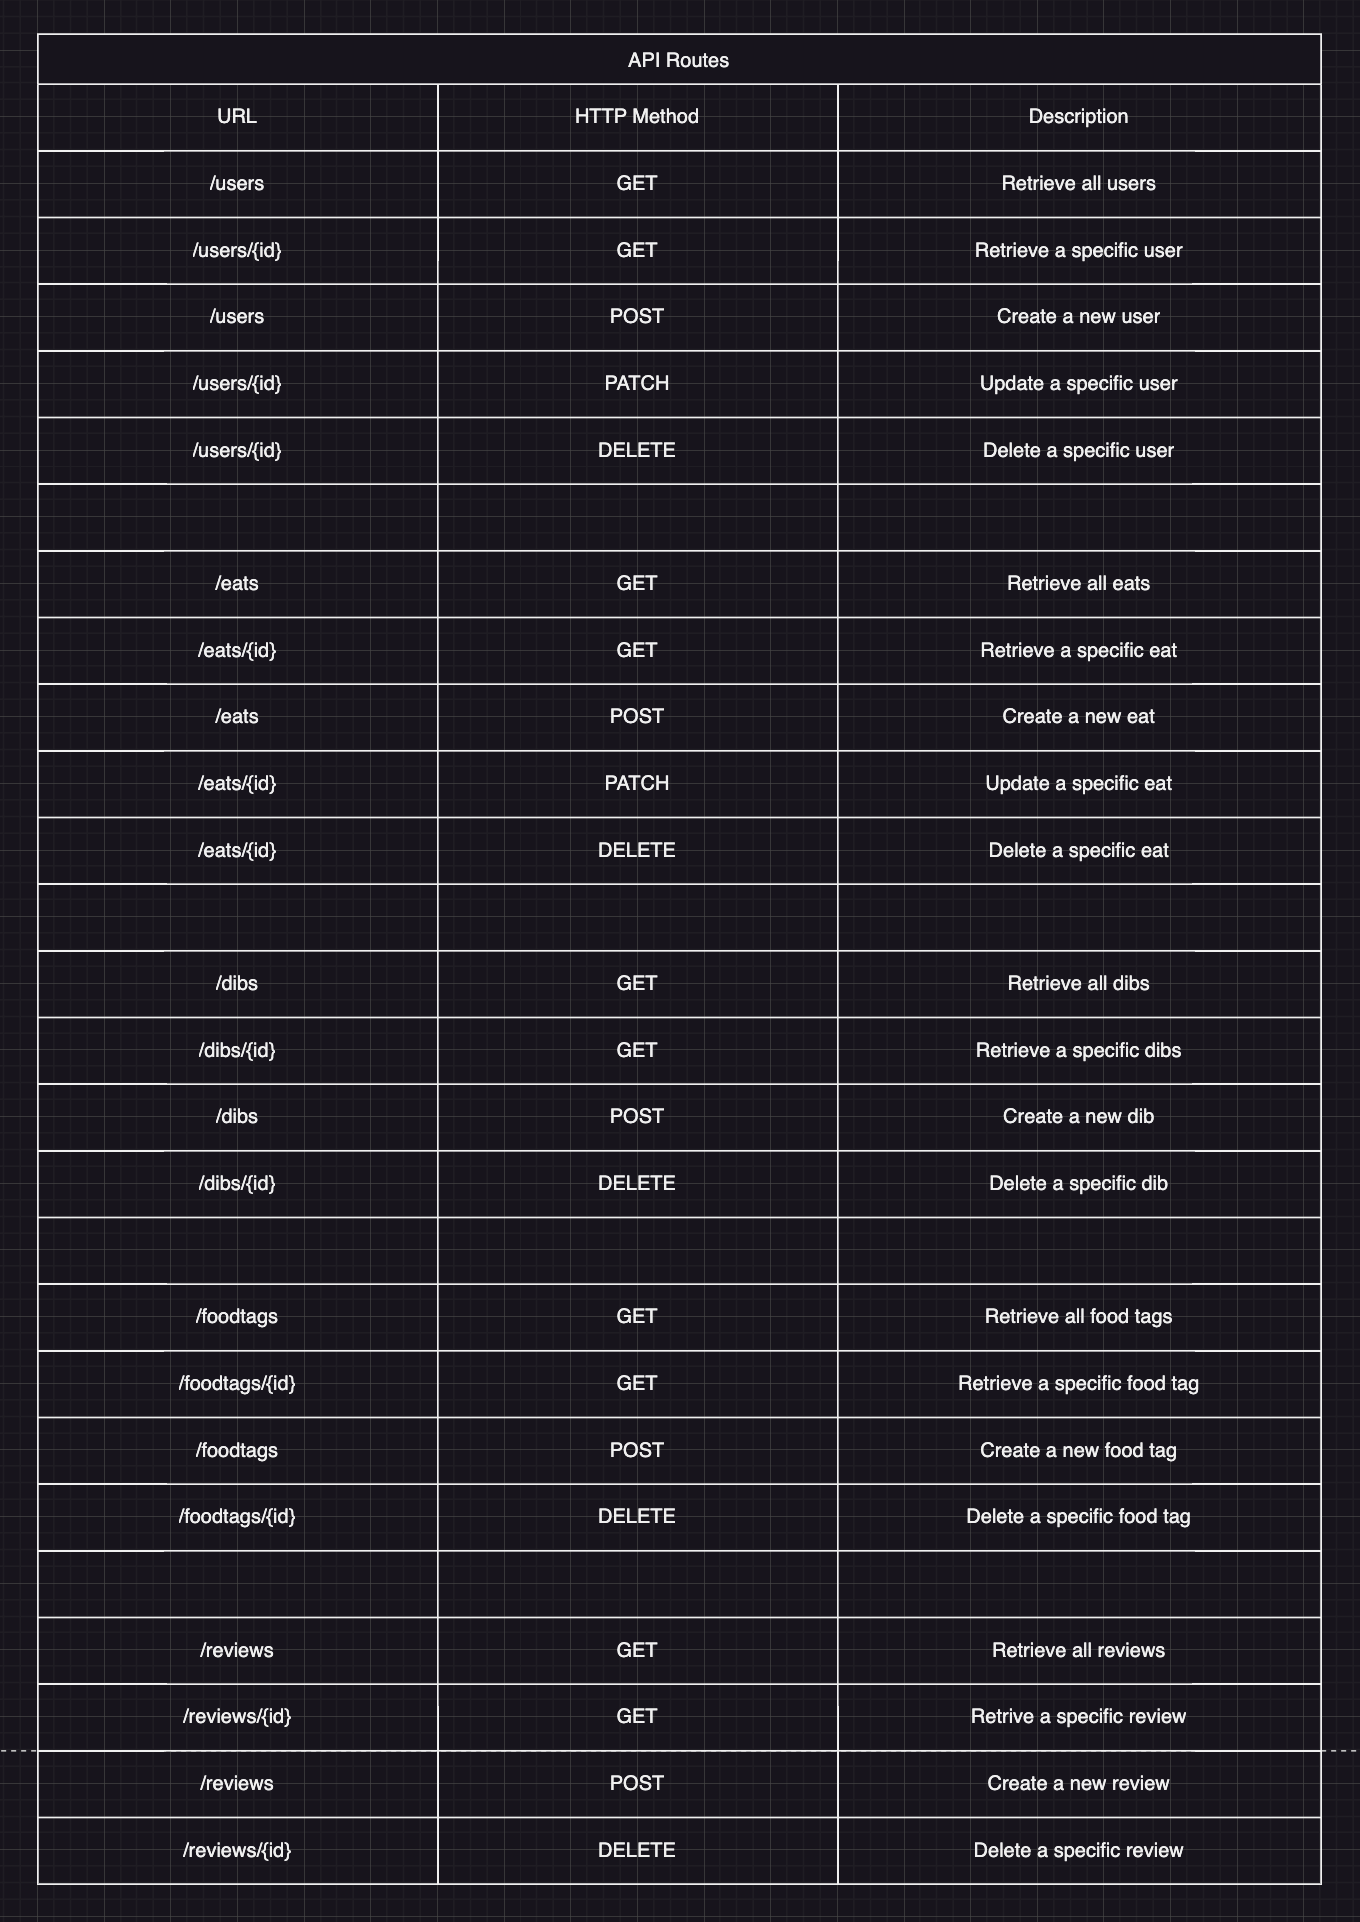 API Routes
URL HTTP Method Description
/users GET Retrieve all users
/users/{id} GET Retrieve a specific user
/users POST Create a new user
/users/{id} PATCH Update a specific user
/users/{id} DELETE Delete a specific user
/eats GET Retrieve all eats
/eats/{id} GET Retrieve a specific eat
/eats POST Create a new eat
/eats/{id} PATCH Update a specific eat
/eats/{id} DELETE Delete a specific eat
/dibs GET Retrieve all dibs
/dibs/{id} GET Retrieve a specific dibs
/dibs POST Create a new dib
/dibs/{id} DELETE Delete a specific dib
/foodtags GET Retrieve all food tags
/foodtags/{id} GET Retrieve a specific food tag
/foodtags POST Create a new food tag
/foodtags/{id} DELETE Delete a specific food tag
/reviews GET Retrieve all reviews
/reviews/{id} GET Retrive a specific review
/reviews POST Create a new review
/reviews/{id} DELETE Delete a specific review